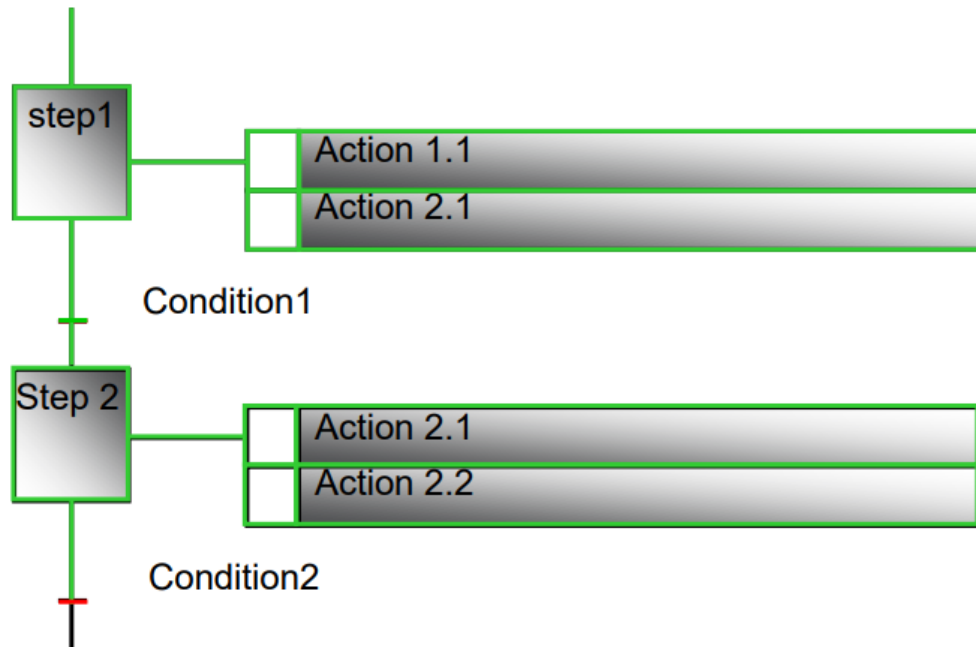 step1
Action 1.1
Action 2.1
Condition1
Step 2
Action 2.1
Action 2.2
Condition2